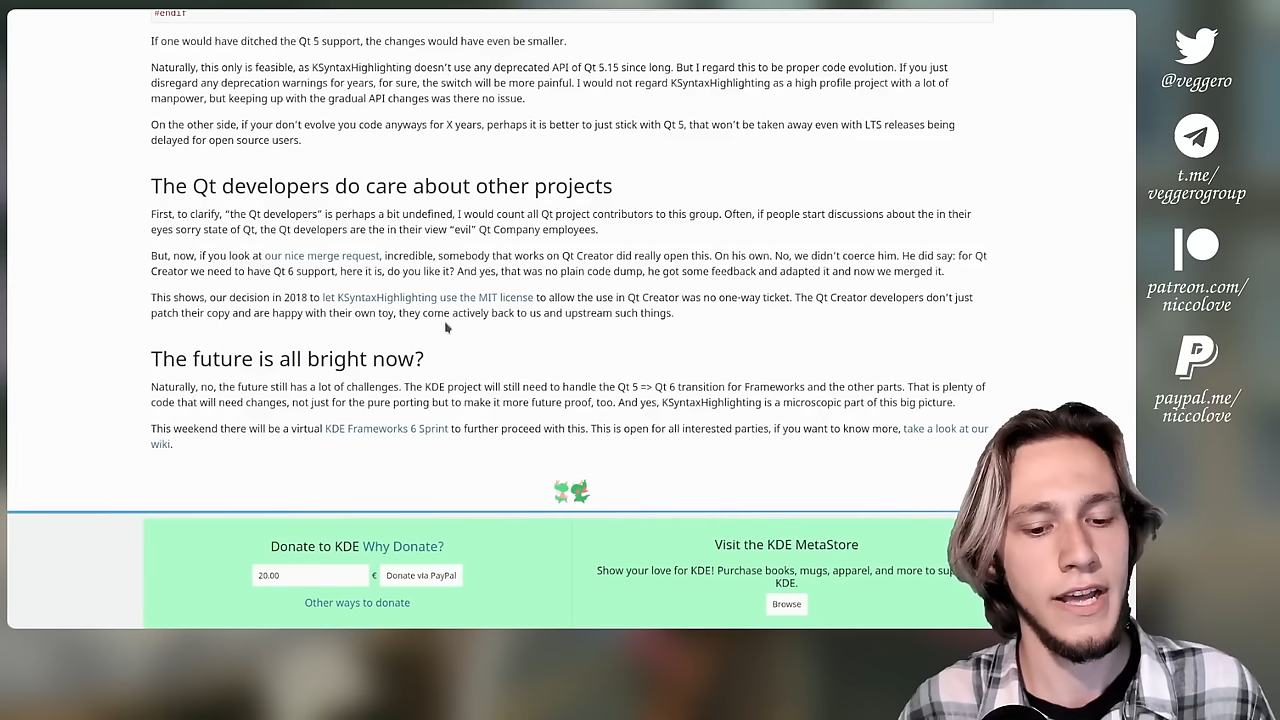 #endif
If one would have ditched the Qt 5 support, the changes would have even be smaller.
Naturally, this only is feasible, as KSyntaxHighlighting doesn't use any deprecated API of Qt 5.15 since long. But I regard this to be proper code evolution. If you just
disregard any deprecation warnings for years, for sure, the switch will be more painful. I would not regard KSyntaxHighlighting as a high profile project with a lot of
manpower, but keeping up with the gradual API changes was there no issue.
On the other side, if your don't evolve you code anyways for X years, perhaps it is better to just stick with Qt 5, that won't be taken away even with LTS releases being
delayed for open source users.
The Qt developers do care about other projects
First, to clarify, “the Qt developers” is perhaps a bit undefined, I would count all Qt project contributors to this group. Often, if people start discussions about the in their
eyes sorry state of Qt, the Qt developers are the in their view “evil” Qt Company employees.
But, now, if you look at our nice merge request, incredible, somebody that works on Qt Creator did really open this. On his own. No, we didn't coerce him. He did say: for Qt
Creator we need to have Qt 6 support, here it is, do you like it? And yes, that was no plain code dump, he got some feedback and adapted it and now we merged it.
This shows, our decision in 2018 to let KSyntaxHighlighting use the MIT license to allow the use in Qt Creator was no one-way ticket. The Qt Creator developers don't just
patch their copy and are happy with their own toy, they come actively back to us and upstream such things.
The future is all bright now?
Naturally, no, the future still has a lot of challenges. The KDE project will still need to handle the Qt 5 => Qt 6 transition for Frameworks and the other parts. That is plenty of
code that will need changes, not just for the pure porting but to make it more future proof, too. And yes, KSyntaxHighlighting is a microscopic part of this big picture.
This weekend there will be a virtual KDE Frameworks 6 Sprint to further proceed with this. This is open for all interested parties, if you want to know more, take a look at our
wiki.
Donate to KDE Why Donate?
20.00 € Donate via PayPal
Other ways to donate
Visit the KDE MetaStore
Show your love for KDE! Purchase books, mugs, apparel, and more to
KDE.
Browse
@veggero
t.me/
veggerogroup
patreon.com/
niccolove
paypal.me/
niccolove